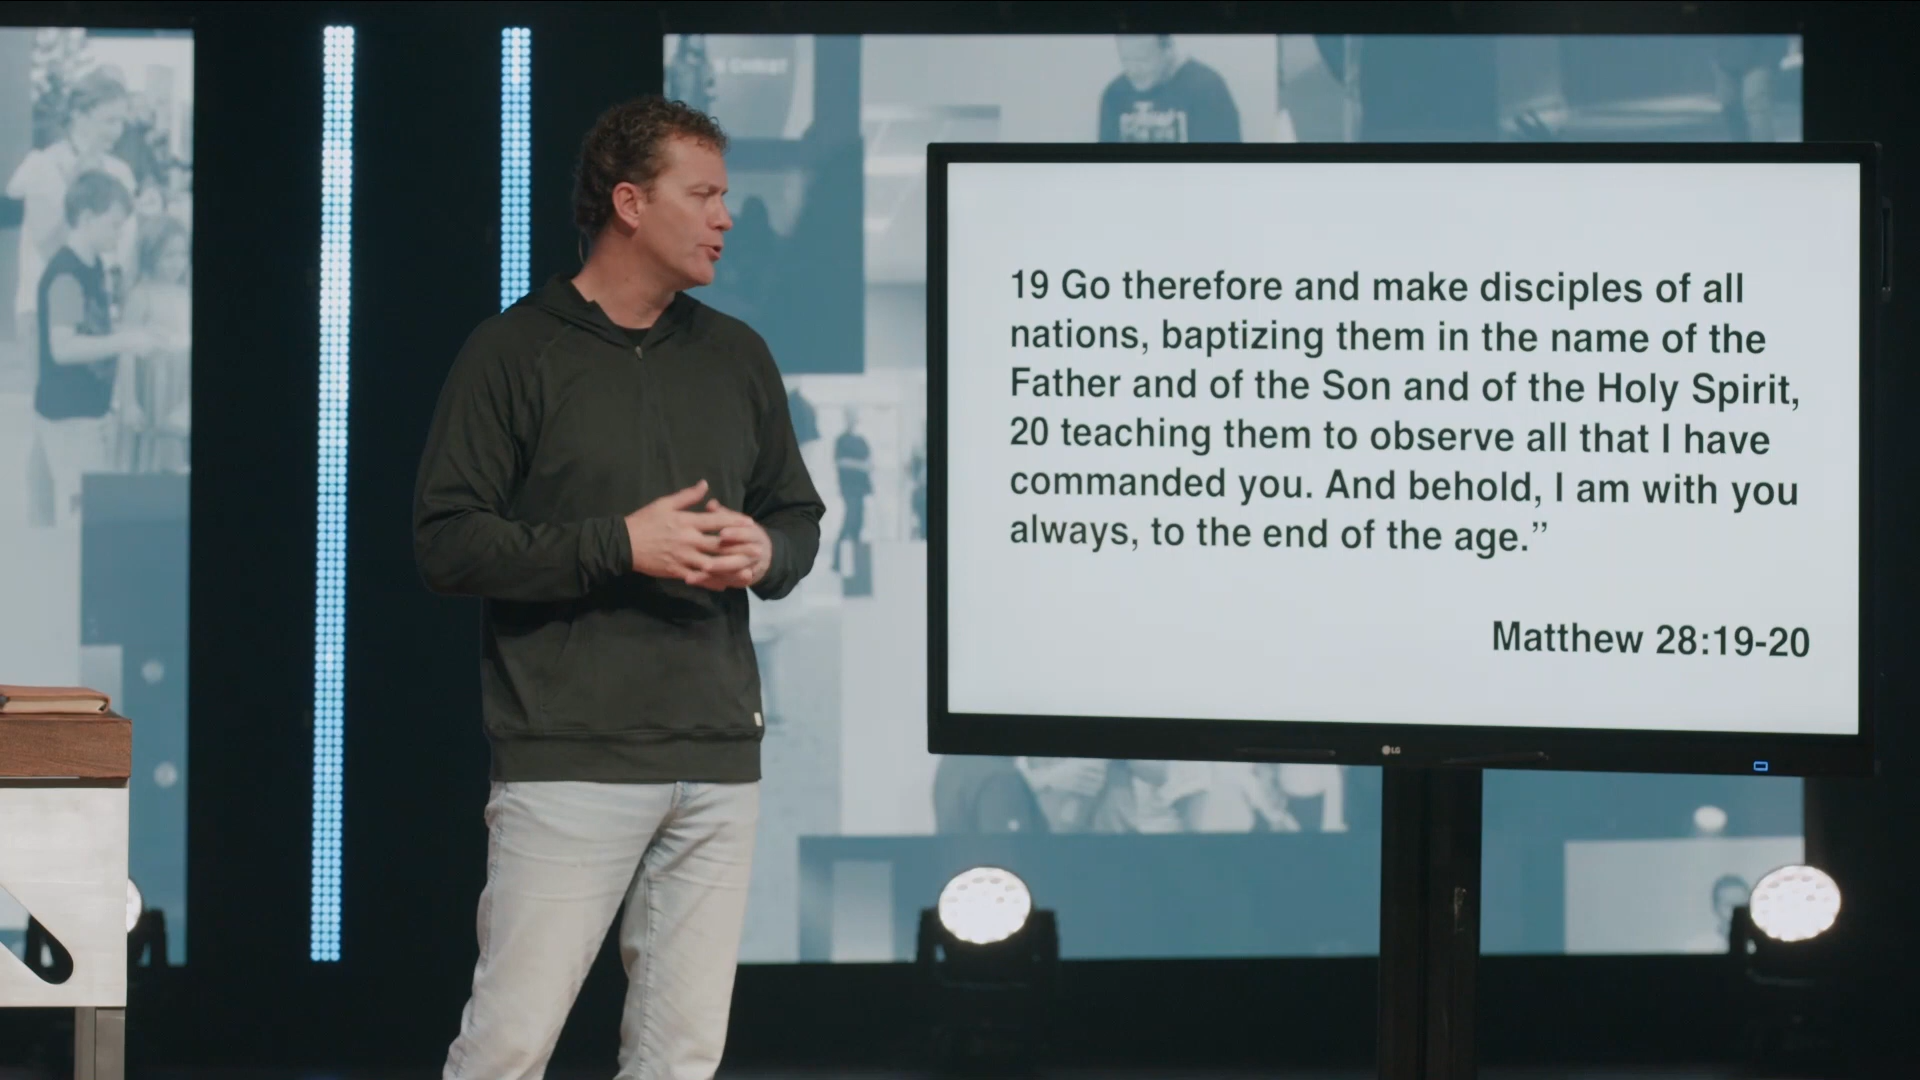 19 Go therefore and make disciples of all
nations, baptizing them in the name of the
Father and of the Son and of the Holy Spirit,
20 teaching them to observe all that I have
commanded you. And behold, I am with you
always, to the end of the age.”
Matthew 28:19-20
LG
CHRIST